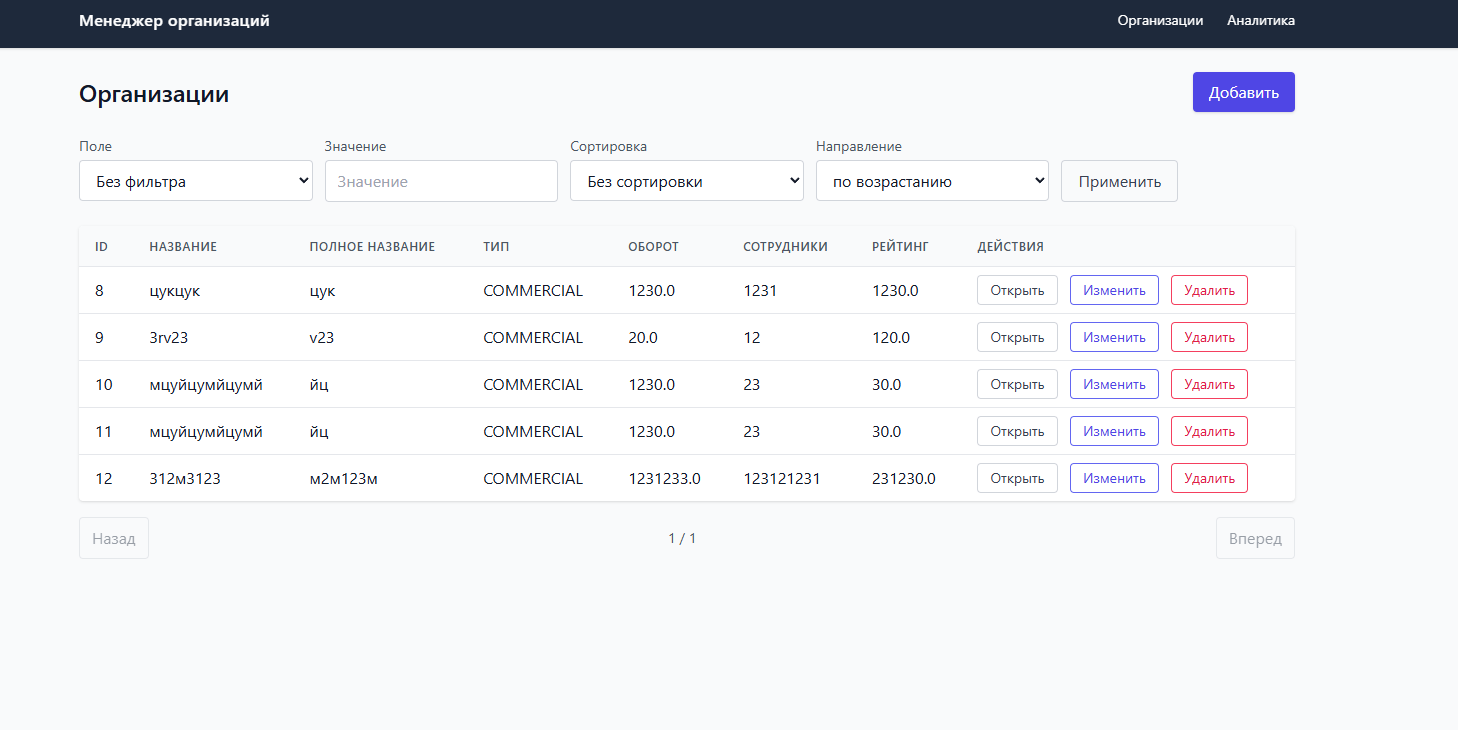 Менеджер организаций Организации Аналитика
Организации Добавить
Поле Значение Сортировка Направление
Без фильтра Значение Без сортировки по возрастанию Применить
ID НАЗВАНИЕ ПОЛНОЕ НАЗВАНИЕ ТИП ОБОРОТ СОТРУДНИКИ РЕЙТИНГ ДЕЙСТВИЯ
8 цукцук цук COMMERCIAL 1230.0 1231 1230.0 Открыть Изменить Удалить
9 3rv23 v23 COMMERCIAL 20.0 12 120.0 Открыть Изменить Удалить
10 мцуйцумйцумй йц COMMERCIAL 1230.0 23 30.0 Открыть Изменить Удалить
11 мцуйцумйцумй йц COMMERCIAL 1230.0 23 30.0 Открыть Изменить Удалить
12 312м3123 м2м123м COMMERCIAL 1231233.0 123121231 231230.0 Открыть Изменить Удалить
Назад 1 / 1 Вперед